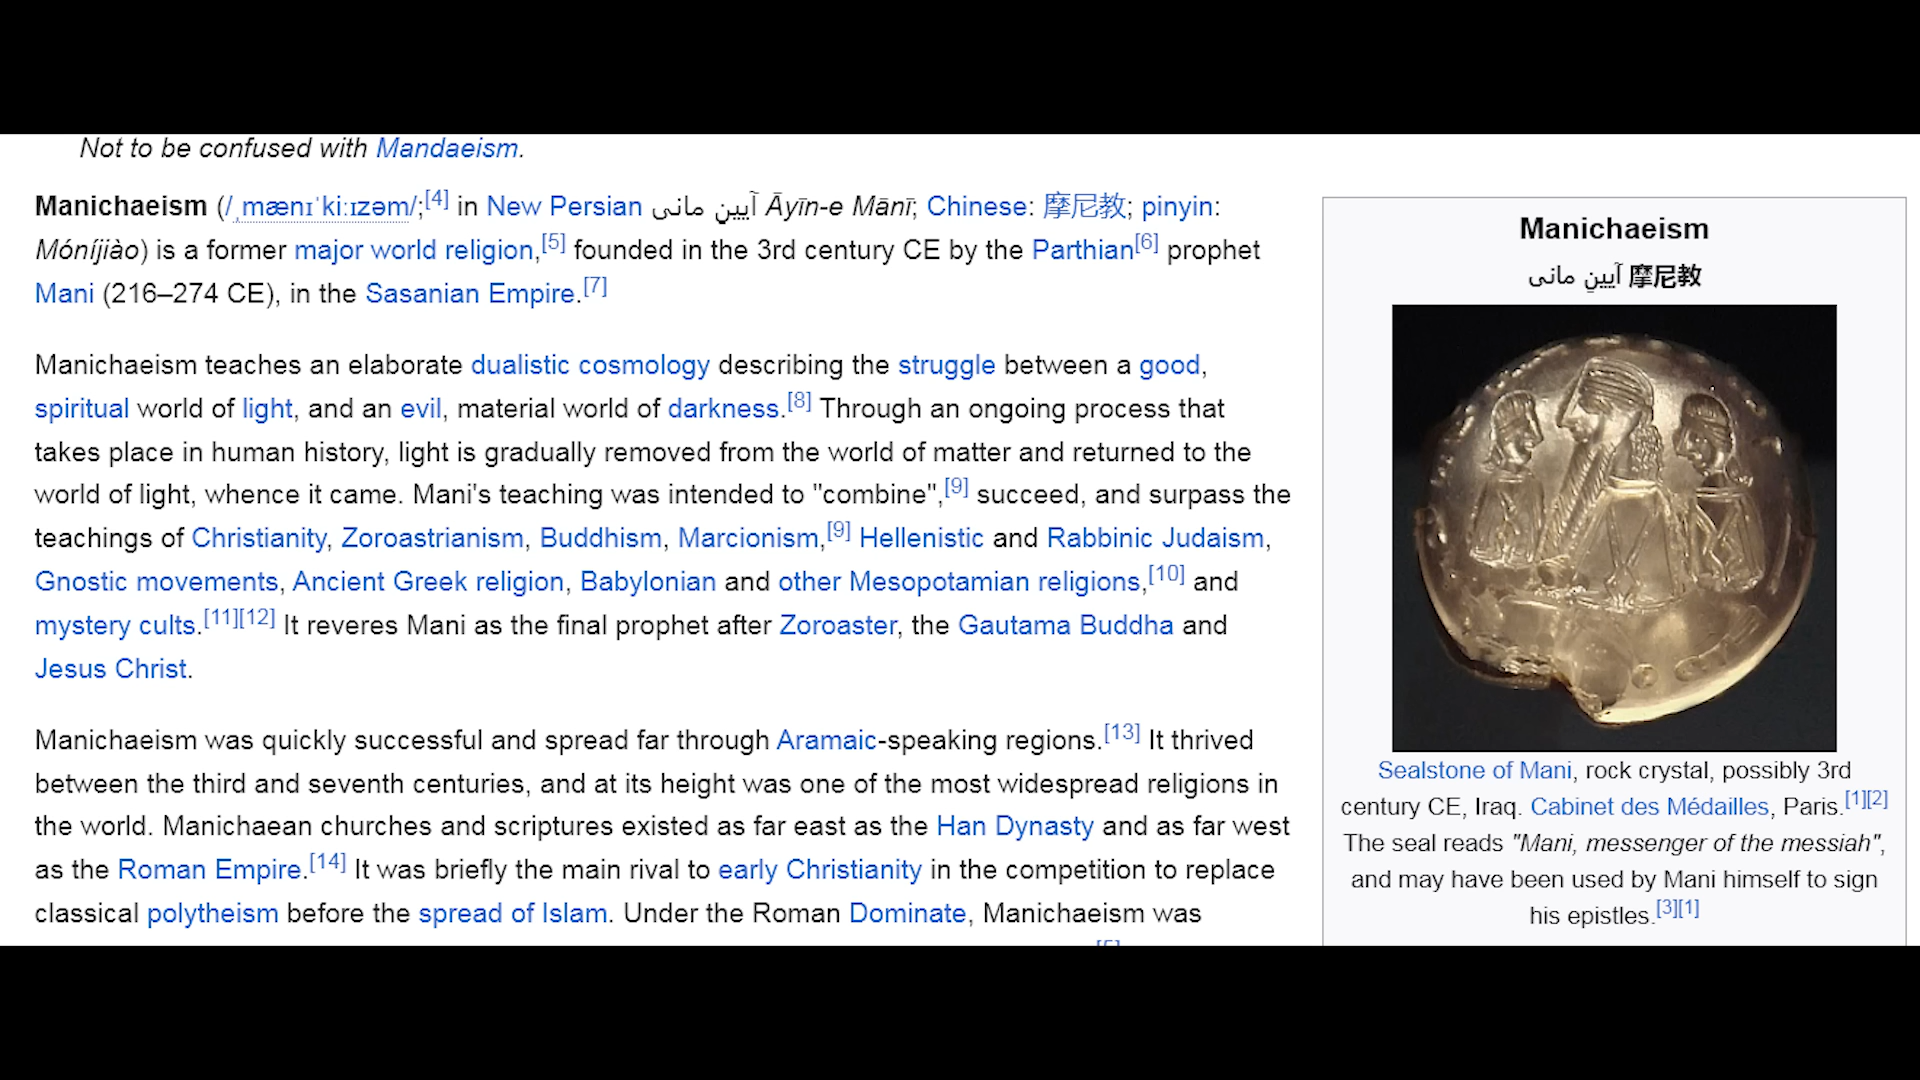 Not to be confused with Mandaeism.
Manichaeism (/ˌmænɪˈkiːɪzəm/;[4] in New Persian آیینِ مانی Āyīn-e Mānī; Chinese: 摩尼教; pinyin:
Móníjiào) is a former major world religion,[5] founded in the 3rd century CE by the Parthian[6] prophet
Mani (216–274 CE), in the Sasanian Empire.[7]
Manichaeism teaches an elaborate dualistic cosmology describing the struggle between a good,
spiritual world of light, and an evil, material world of darkness.[8] Through an ongoing process that
takes place in human history, light is gradually removed from the world of matter and returned to the
world of light, whence it came. Mani's teaching was intended to "combine",[9] succeed, and surpass the
teachings of Christianity, Zoroastrianism, Buddhism, Marcionism,[9] Hellenistic and Rabbinic Judaism,
Gnostic movements, Ancient Greek religion, Babylonian and other Mesopotamian religions,[10] and
mystery cults.[11][12] It reveres Mani as the final prophet after Zoroaster, the Gautama Buddha and
Jesus Christ.
Manichaeism was quickly successful and spread far through Aramaic-speaking regions.[13] It thrived
between the third and seventh centuries, and at its height was one of the most widespread religions in
the world. Manichaean churches and scriptures existed as far east as the Han Dynasty and as far west
as the Roman Empire.[14] It was briefly the main rival to early Christianity in the competition to replace
classical polytheism before the spread of Islam. Under the Roman Dominate, Manichaeism was
Manichaeism
آیینِ مانی 摩尼教
Sealstone of Mani, rock crystal, possibly 3rd
century CE, Iraq. Cabinet des Médailles, Paris.[1][2]
The seal reads "Mani, messenger of the messiah",
and may have been used by Mani himself to sign
his epistles.[3][1]